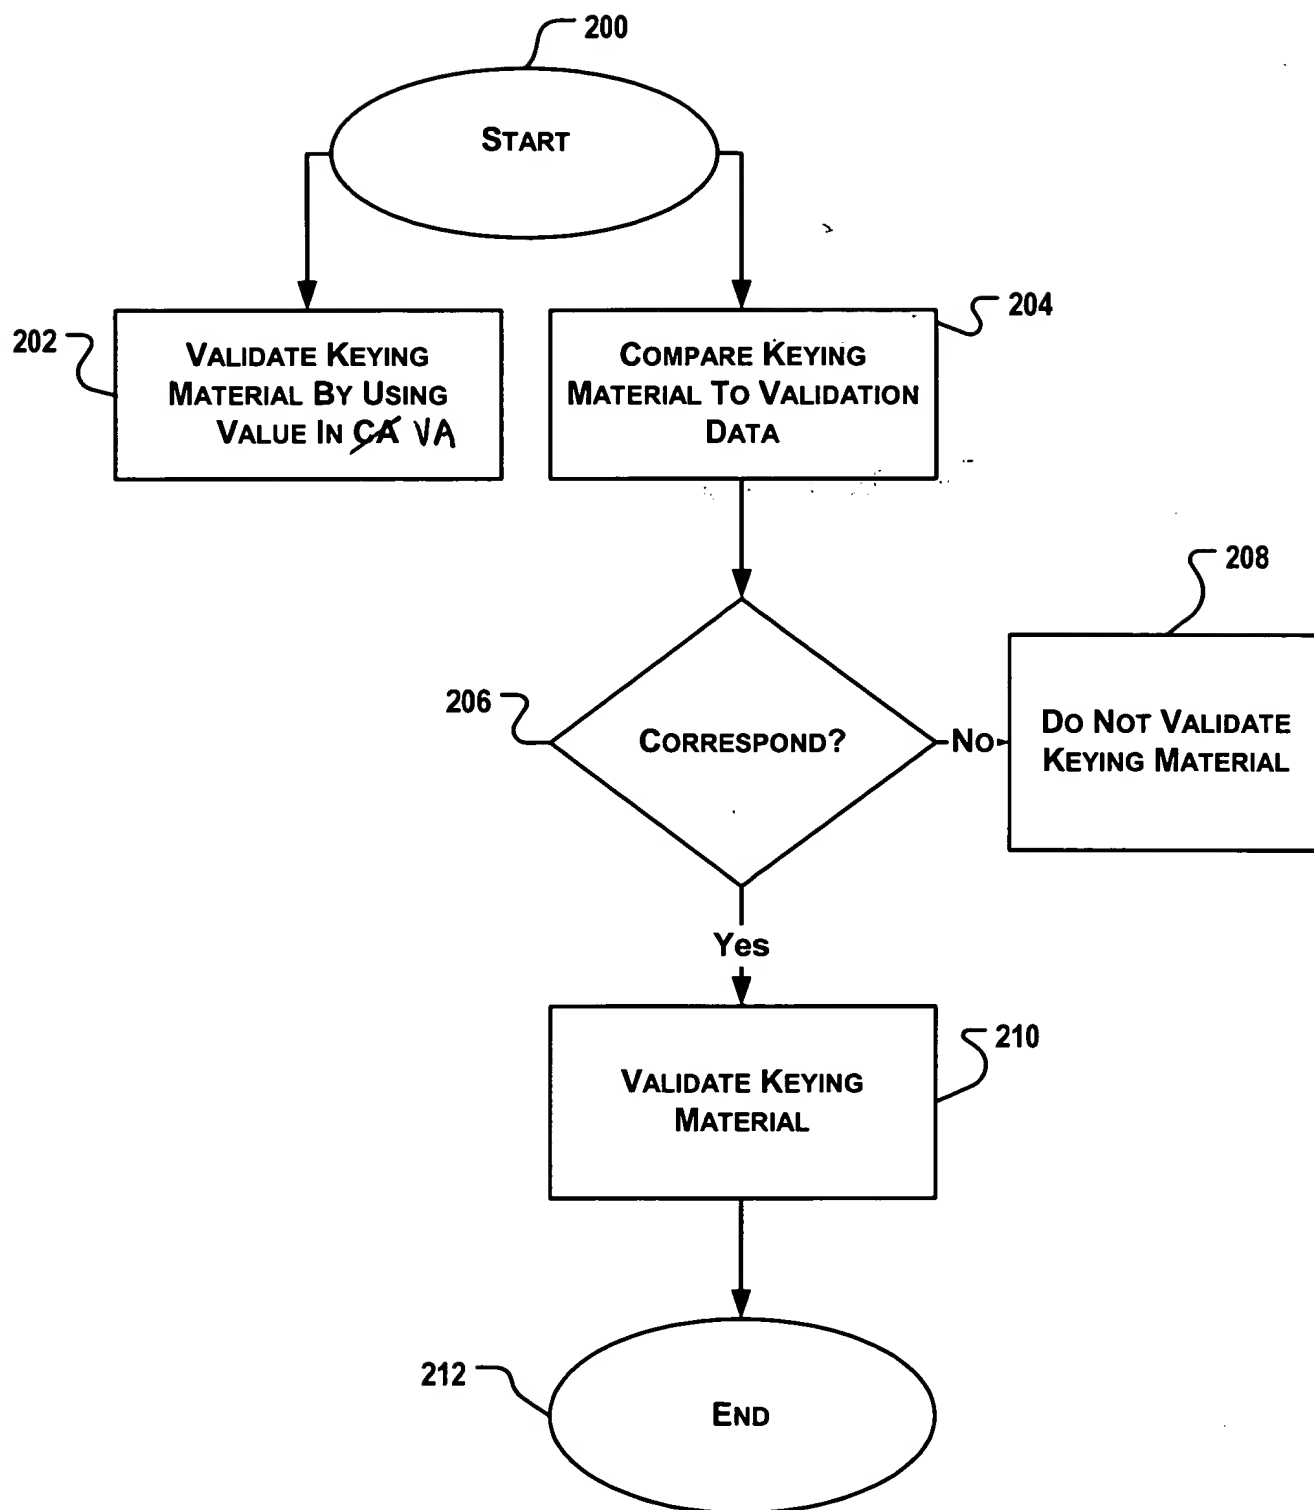 200
START
202
VALIDATE KEYING
MATERIAL BY USING
VALUE IN CA VA
204
COMPARE KEYING
MATERIAL TO VALIDATION
DATA
206
CORRESPOND?
No
208
DO NOT VALIDATE
KEYING MATERIAL
Yes
210
VALIDATE KEYING
MATERIAL
212
END